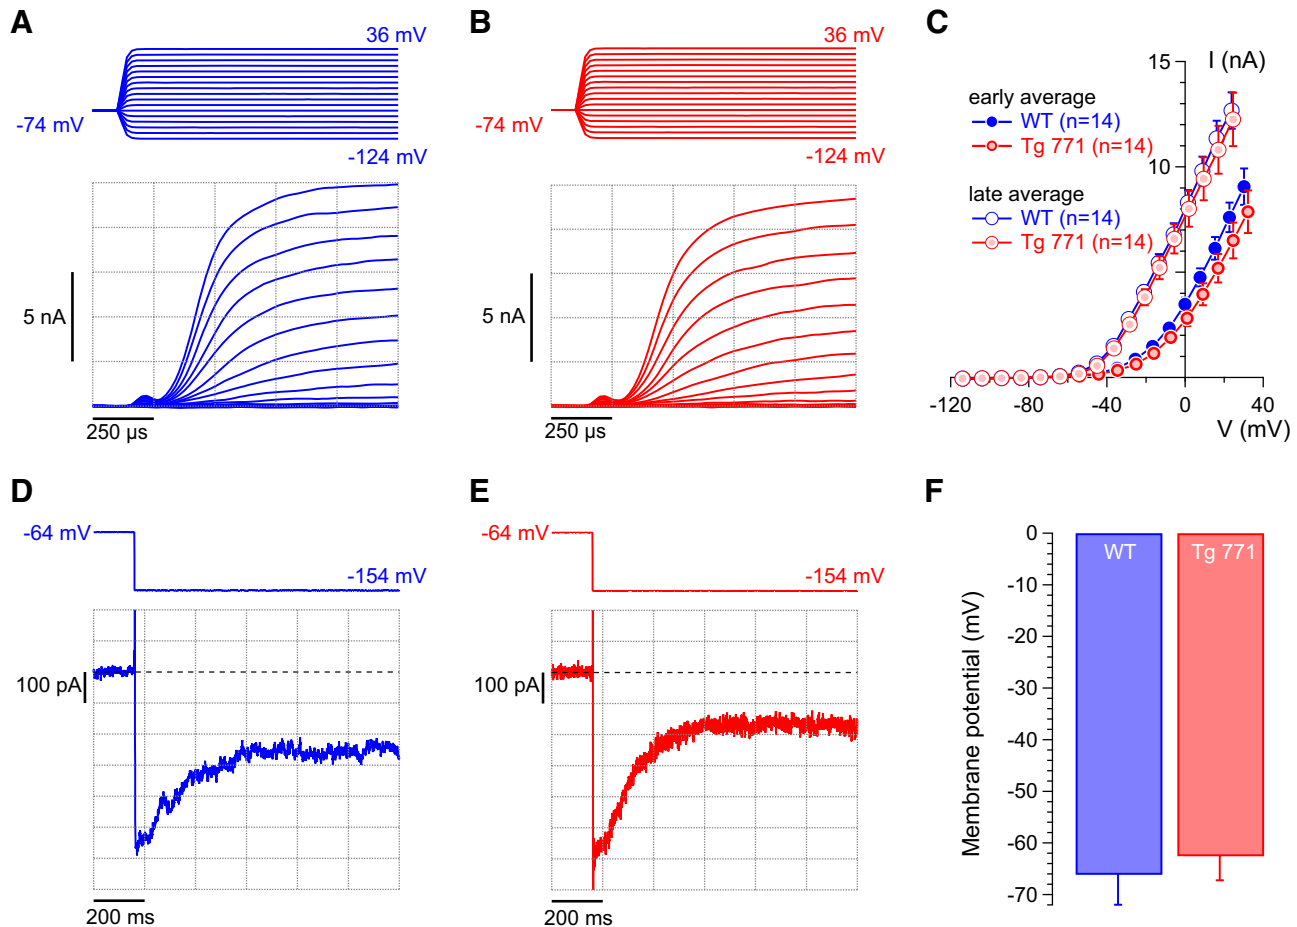 A
36 mV
-74 mV
-124 mV
5 nA
250 µs
B
36 mV
-74 mV
-124 mV
5 nA
250 µs
C
15
I (nA)
early average
WT (n=14)
Tg 771 (n=14)
10
late average
WT (n=14)
Tg 771 (n=14)
-120
-80
-40
0
40
V (mV)
D
-64 mV
-154 mV
100 pA
200 ms
E
-64 mV
-154 mV
100 pA
200 ms
F
Membrane potential (mV)
0
-10
-20
-30
-40
-50
-60
-70
WT
Tg 771